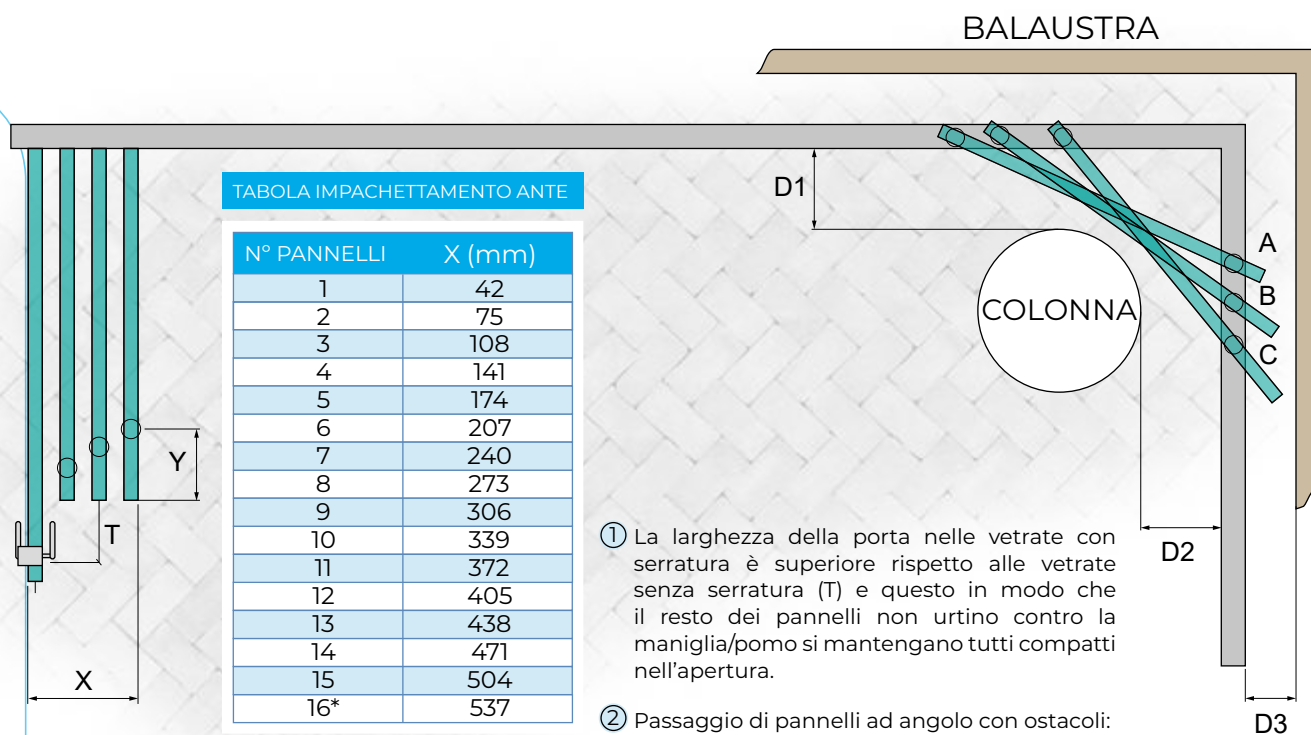 BALAUSTRA
D1
A
B
C
COLONNA
D2
D3
Y
T
X
TABOLA IMPACHETTAMENTO ANTE
N° PANNELLI X (mm)
1 42
2 75
3 108
4 141
5 174
6 207
7 240
8 273
9 306
10 339
11 372
12 405
13 438
14 471
15 504
16* 537
1 La larghezza della porta nelle vetrate con
serratura è superiore rispetto alle vetrate
senza serratura (T) e questo in modo che
il resto dei pannelli non urtino contro la
maniglia/pomo si mantengano tutti compatti
nell'apertura.
2 Passaggio di pannelli ad angolo con ostacoli: